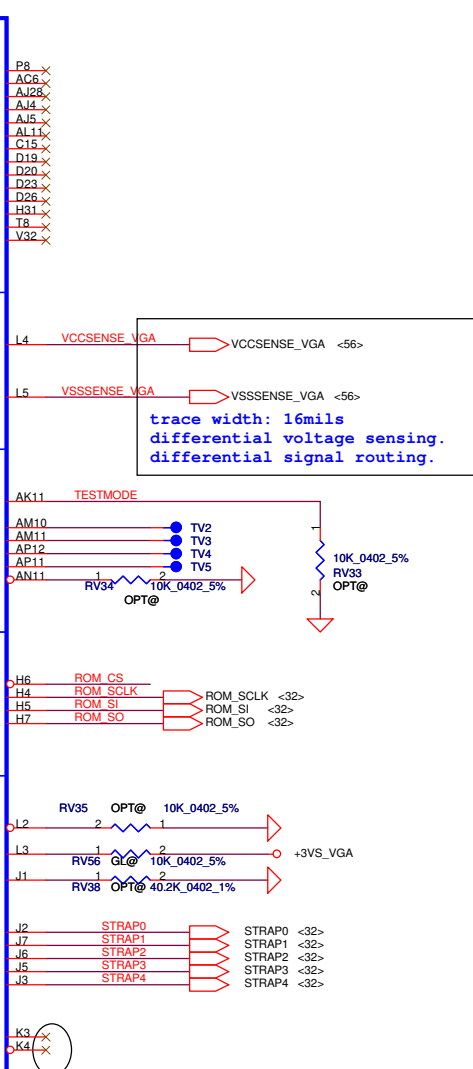 P8
AC6
AJ28
AJ4
AJ5
AL11
C15
D19
D20
D23
D26
H31
T8
V32
L4 VCCSENSE_VGA VCCSENSE_VGA <56>
L5 VSSSENSE_VGA VSSSENSE_VGA <56>
trace width: 16mils
differential voltage sensing.
differential signal routing.
AK11 TESTMODE
AM10 TV2
AM11 TV3
AP12 TV4
AP11 TV5
AN11 1 2
RV34 10K_0402_5%
OPT@
1
10K_0402_5%
RV33
OPT@
2
H6 ROM_CS
H4 ROM_SCLK ROM_SCLK <32>
H5 ROM_SI ROM_SI <32>
H7 ROM_SO ROM_SO <32>
RV35 OPT@ 10K_0402_5%
L2 2 1
L3 1 2 +3VS_VGA
RV56 GL@ 10K_0402_5%
J1 1 2
RV38 OPT@ 40.2K_0402_1%
J2 STRAP0 STRAP0 <32>
J7 STRAP1 STRAP1 <32>
J6 STRAP2 STRAP2 <32>
J5 STRAP3 STRAP3 <32>
J3 STRAP4 STRAP4 <32>
K3
K4